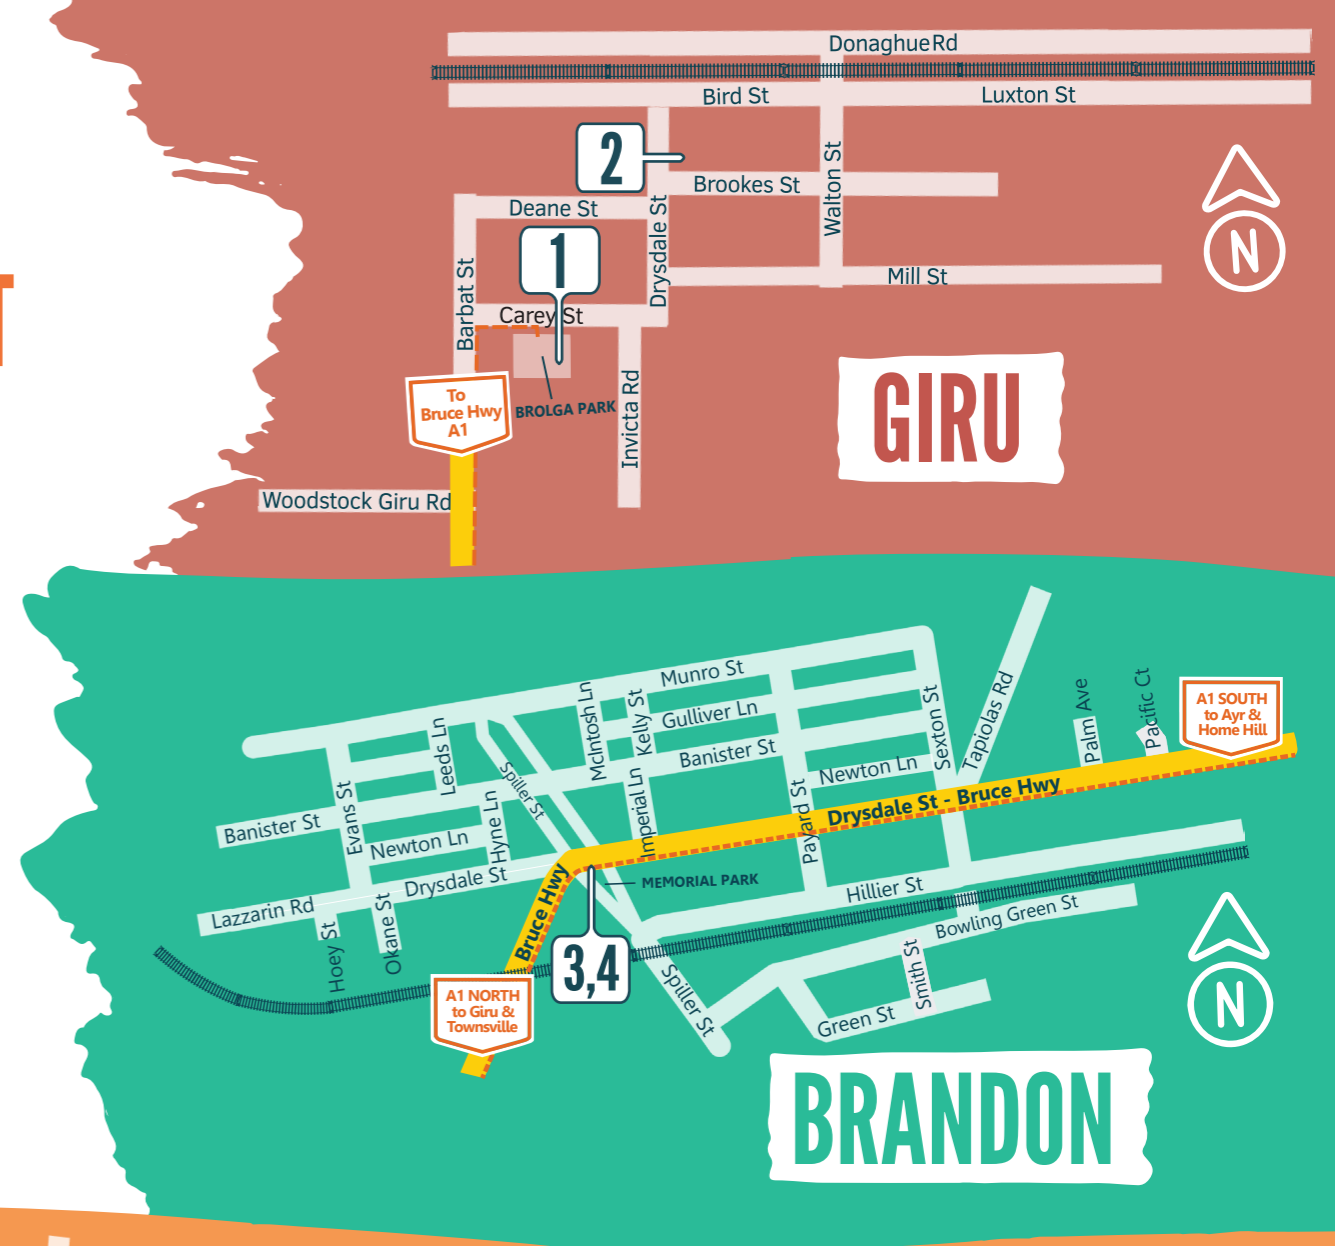 DonaghueRd
Bird St
Luxton St
2
Brookes St
Walton St
Deane St
Drysdale St
1
Barbat St
Mill St
Carey St
To
Bruce Hwy
A1
BROLGA PARK
Invicta Rd
GIRU
N
Woodstock Giru Rd
Munro St
Tapiolas Rd
Palm Ave
Pacific Ct
A1 SOUTH
to Ayr &
Home Hill
McIntosh Ln
Kelly St
Gulliver Ln
Sexton St
Leeds Ln
Banister St
Spiller St
Newton Ln
Evans St
Banister St
Hyne Ln
Imperial Ln
Payard St
Drysdale St - Bruce Hwy
Newton Ln
Drysdale St
MEMORIAL PARK
Hillier St
Lazzarin Rd
Bruce Hwy
Bowling Green St
Hoey St
Okane St
3,4
Spiller St
Smith St
Green St
A1 NORTH
to Giru &
Townsville
N
BRANDON